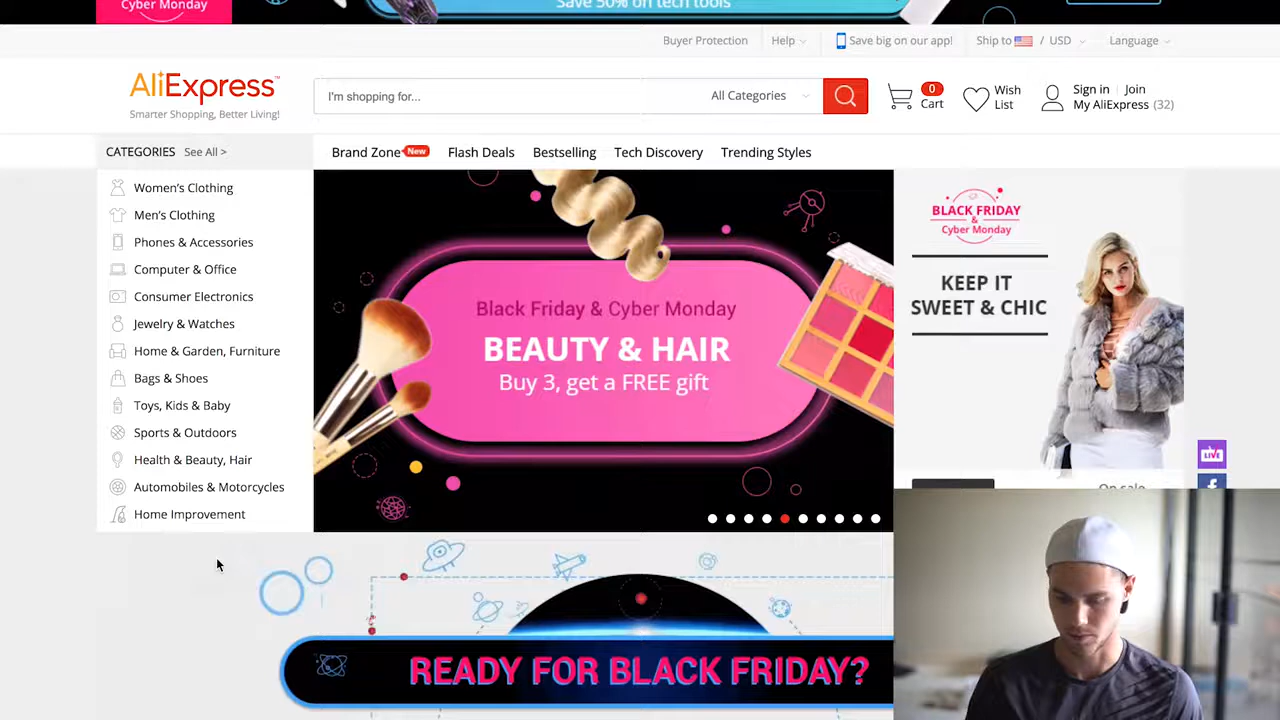 Cyber Monday
Save 50% on tech tools
Buyer Protection Help Save big on our app! Ship to / USD Language
AliExpress™
Smarter Shopping, Better Living!
I'm shopping for... All Categories
0
Cart
Wish
List
Sign in Join
My AliExpress (32)
CATEGORIES See All >
Brand Zone New Flash Deals Bestselling Tech Discovery Trending Styles
Women's Clothing
Men's Clothing
Phones & Accessories
Computer & Office
Consumer Electronics
Jewelry & Watches
Home & Garden, Furniture
Bags & Shoes
Toys, Kids & Baby
Sports & Outdoors
Health & Beauty, Hair
Automobiles & Motorcycles
Home Improvement
Black Friday & Cyber Monday
BEAUTY & HAIR
Buy 3, get a FREE gift
BLACK FRIDAY
&
Cyber Monday
KEEP IT
SWEET & CHIC
LIVE
f
On sale
READY FOR BLACK FRIDAY?